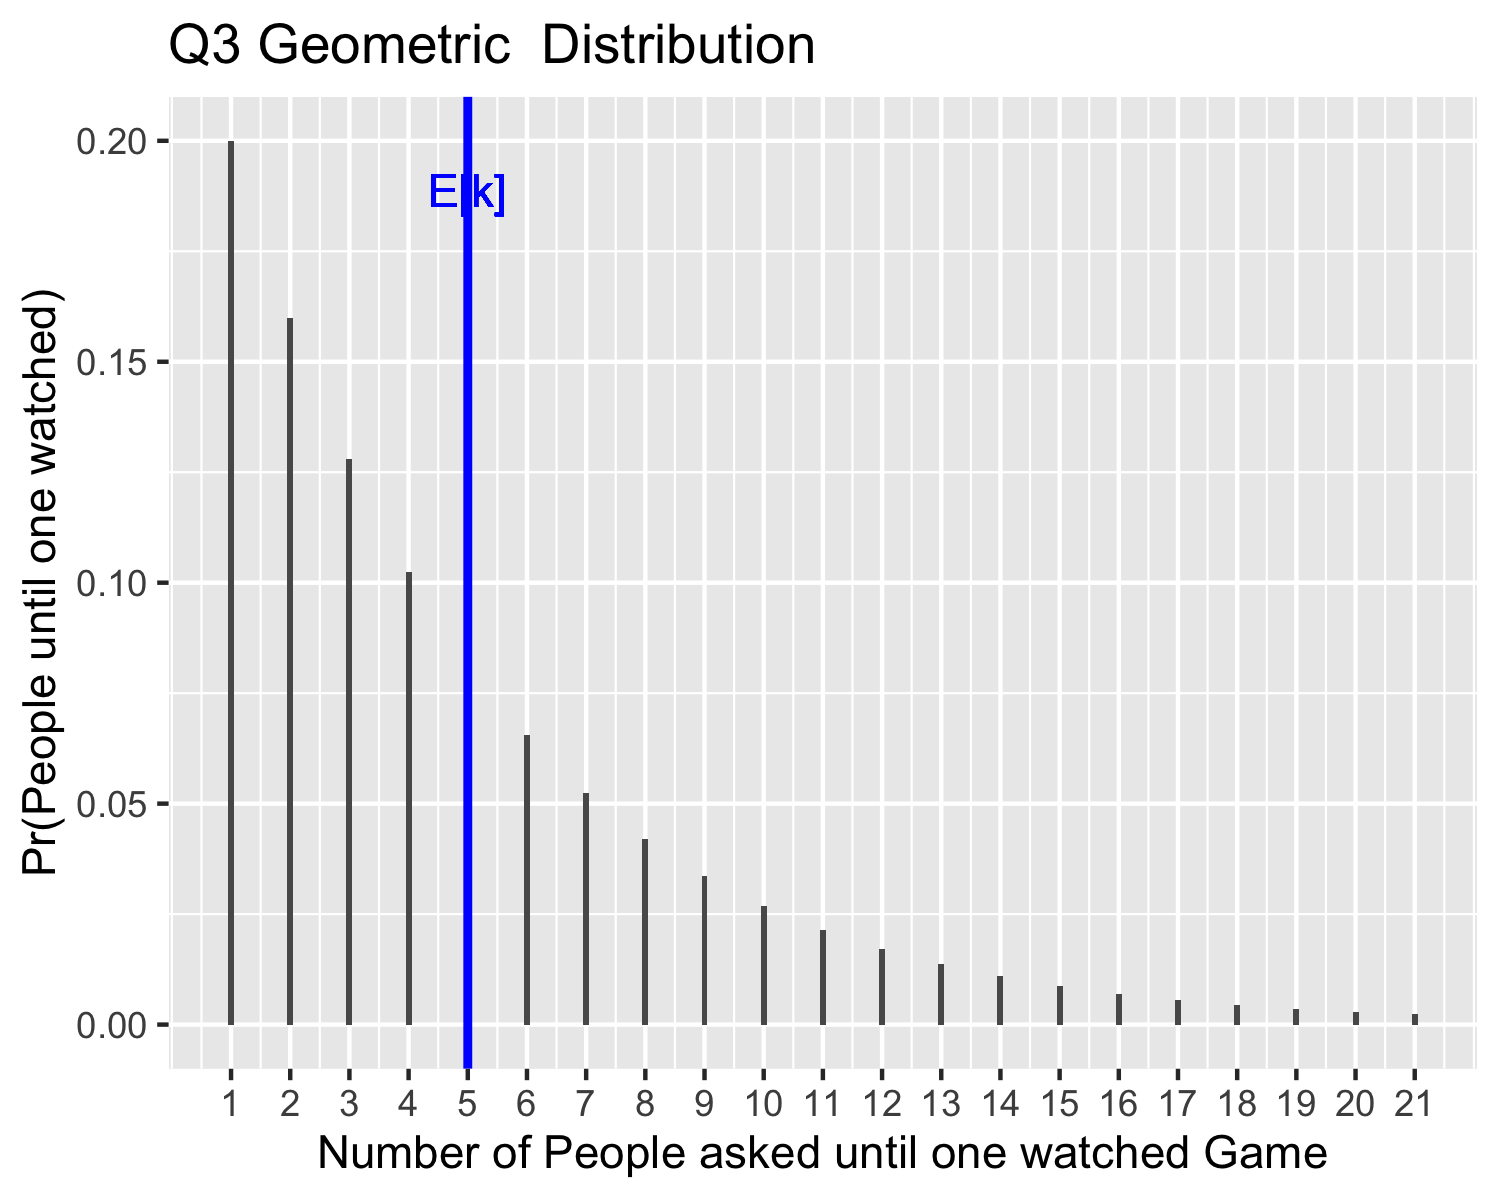 Q3 Geometric  Distribution
E[k]
Pr(People until one watched)
0.20
0.15
0.10
0.05
0.00
1 2 3 4 5 6 7 8 9 10 11 12 13 14 15 16 17 18 19 20 21
Number of People asked until one watched Game